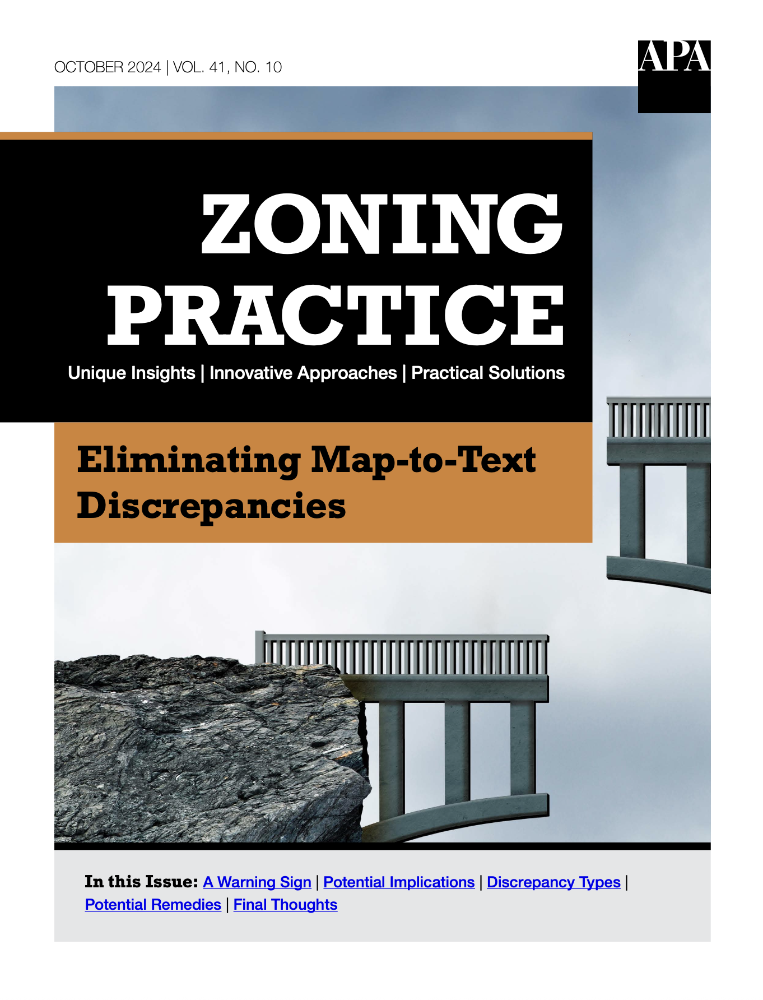 OCTOBER 2024 | VOL. 41, NO. 10
APA
ZONING
PRACTICE
Unique Insights | Innovative Approaches | Practical Solutions
Eliminating Map-to-Text
Discrepancies
In this Issue: A Warning Sign | Potential Implications | Discrepancy Types |
Potential Remedies | Final Thoughts